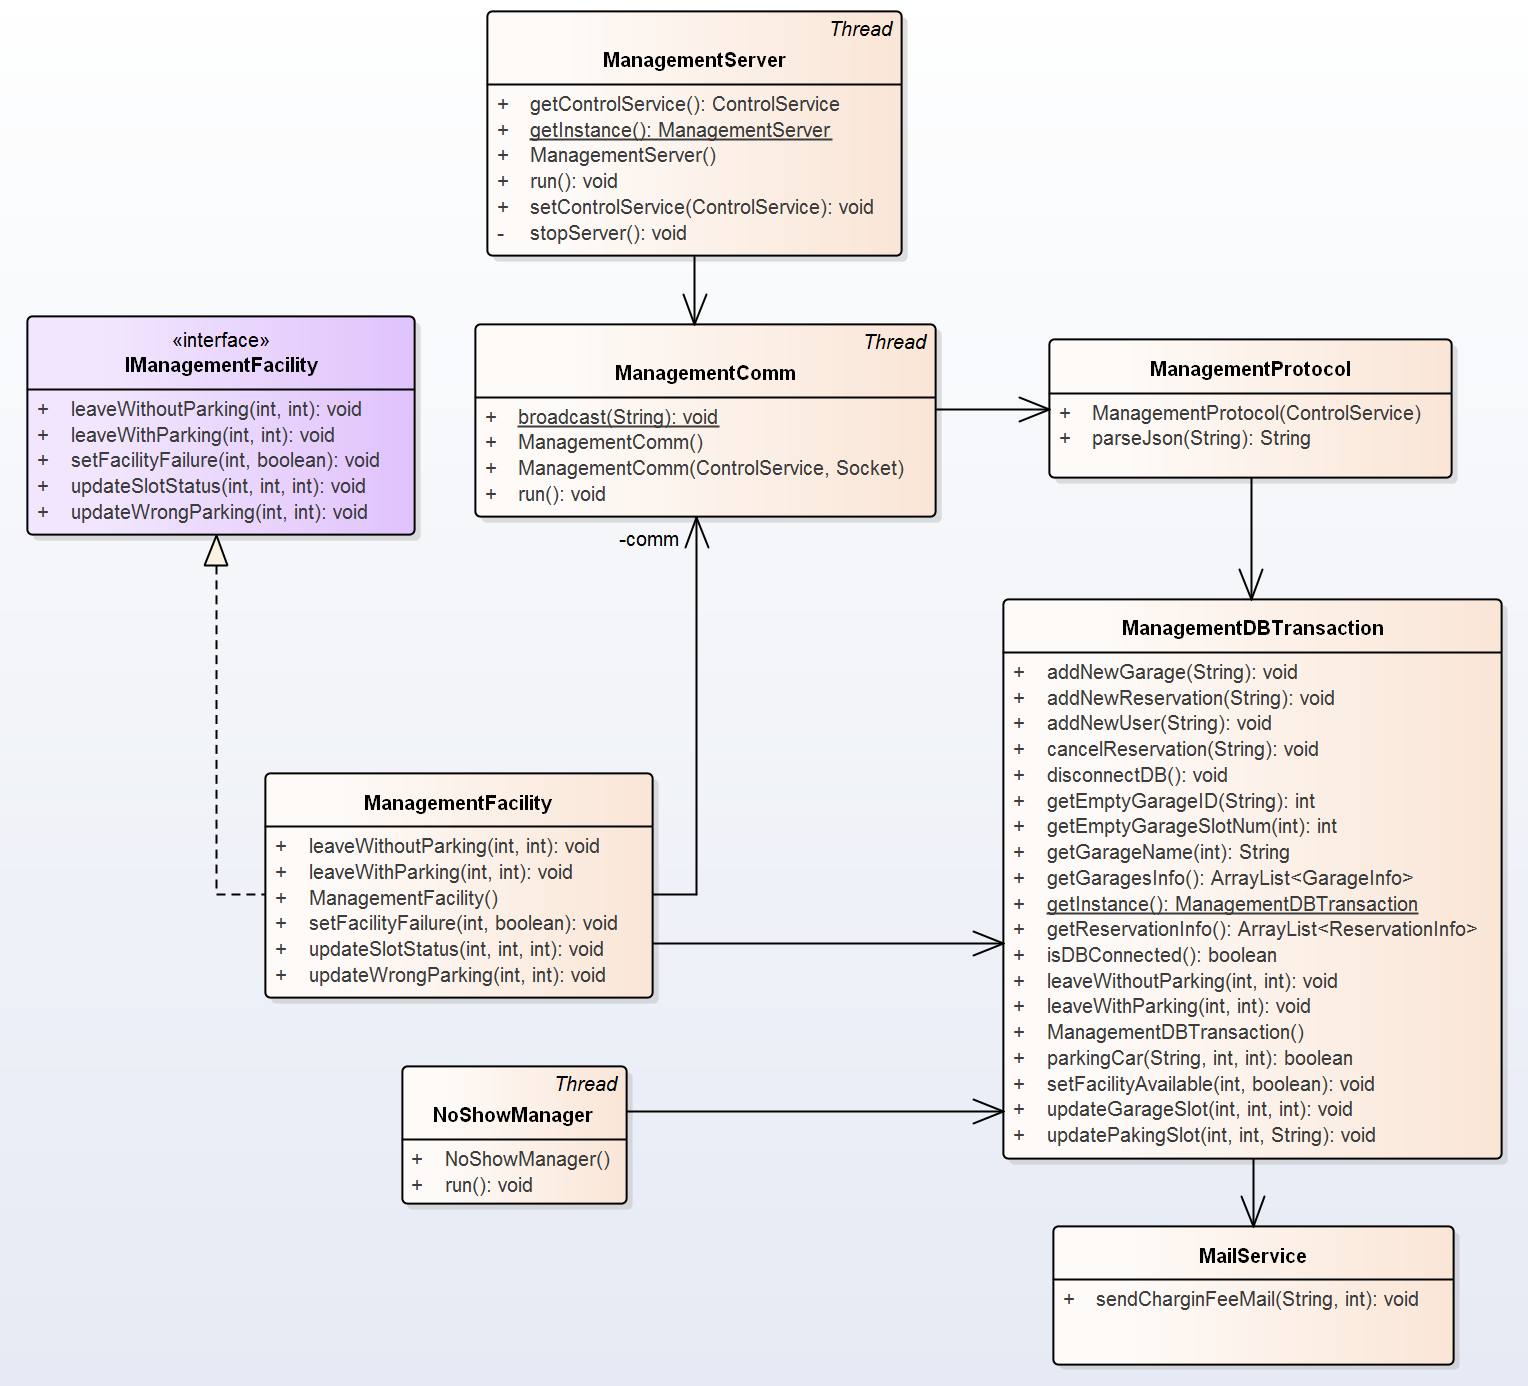 Thread
ManagementServer
+ getControlService(): ControlService
+ getInstance(): ManagementServer
+ ManagementServer()
+ run(): void
+ setControlService(ControlService): void
- stopServer(): void
«interface»
IManagementFacility
+ leaveWithoutParking(int, int): void
+ leaveWithParking(int, int): void
+ setFacilityFailure(int, boolean): void
+ updateSlotStatus(int, int, int): void
+ updateWrongParking(int, int): void
Thread
ManagementComm
+ broadcast(String): void
+ ManagementComm()
+ ManagementComm(ControlService, Socket)
+ run(): void
ManagementProtocol
+ ManagementProtocol(ControlService)
+ parseJson(String): String
-comm
ManagementFacility
+ leaveWithoutParking(int, int): void
+ leaveWithParking(int, int): void
+ ManagementFacility()
+ setFacilityFailure(int, boolean): void
+ updateSlotStatus(int, int, int): void
+ updateWrongParking(int, int): void
ManagementDBTransaction
+ addNewGarage(String): void
+ addNewReservation(String): void
+ addNewUser(String): void
+ cancelReservation(String): void
+ disconnectDB(): void
+ getEmptyGarageID(String): int
+ getEmptyGarageSlotNum(int): int
+ getGarageName(int): String
+ getGaragesInfo(): ArrayList<GarageInfo>
+ getInstance(): ManagementDBTransaction
+ getReservationInfo(): ArrayList<ReservationInfo>
+ isDBConnected(): boolean
+ leaveWithoutParking(int, int): void
+ leaveWithParking(int, int): void
+ ManagementDBTransaction()
+ parkingCar(String, int, int): boolean
+ setFacilityAvailable(int, boolean): void
+ updateGarageSlot(int, int, int): void
+ updatePakingSlot(int, int, String): void
Thread
NoShowManager
+ NoShowManager()
+ run(): void
MailService
+ sendCharginFeeMail(String, int): void